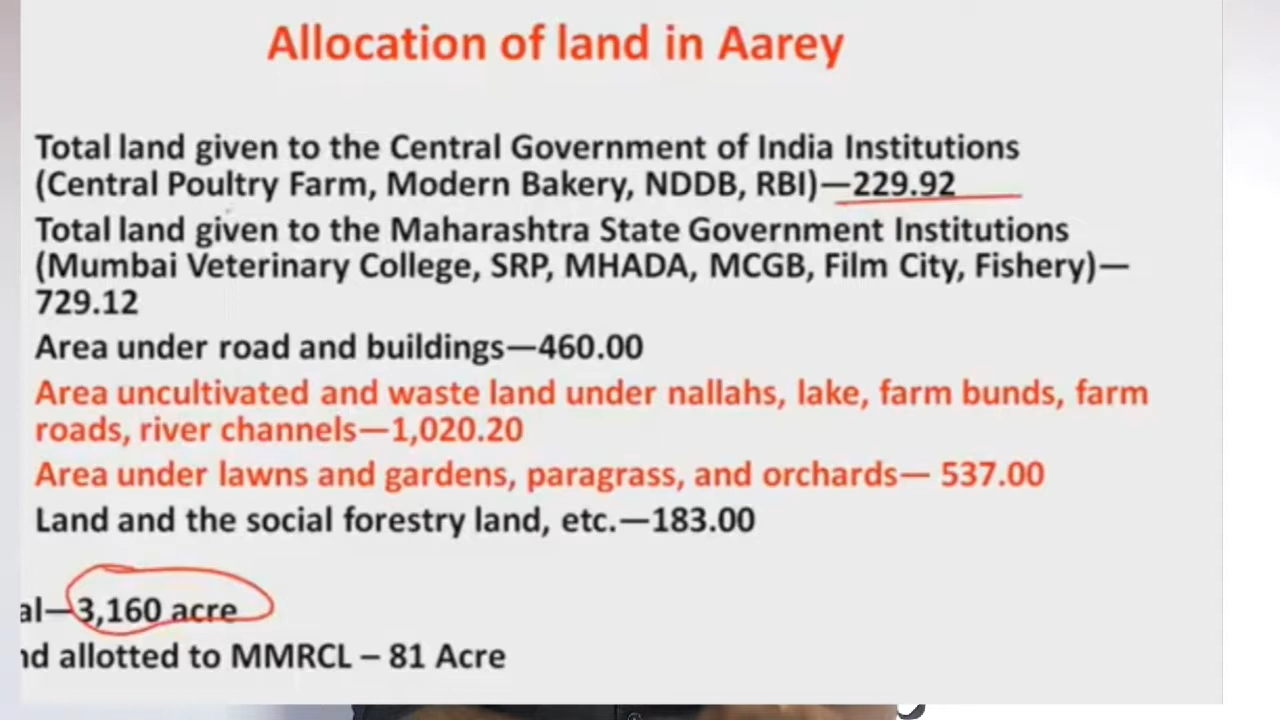 Allocation of land in Aarey
Total land given to the Central Government of India Institutions
(Central Poultry Farm, Modern Bakery, NDDB, RBI)—229.92
Total land given to the Maharashtra State Government Institutions
(Mumbai Veterinary College, SRP, MHADA, MCGB, Film City, Fishery)—
729.12
Area under road and buildings—460.00
Area uncultivated and waste land under nallahs, lake, farm bunds, farm
roads, river channels—1,020.20
Area under lawns and gardens, paragrass, and orchards— 537.00
Land and the social forestry land, etc.—183.00
al—3,160 acre
nd allotted to MMRCL – 81 Acre